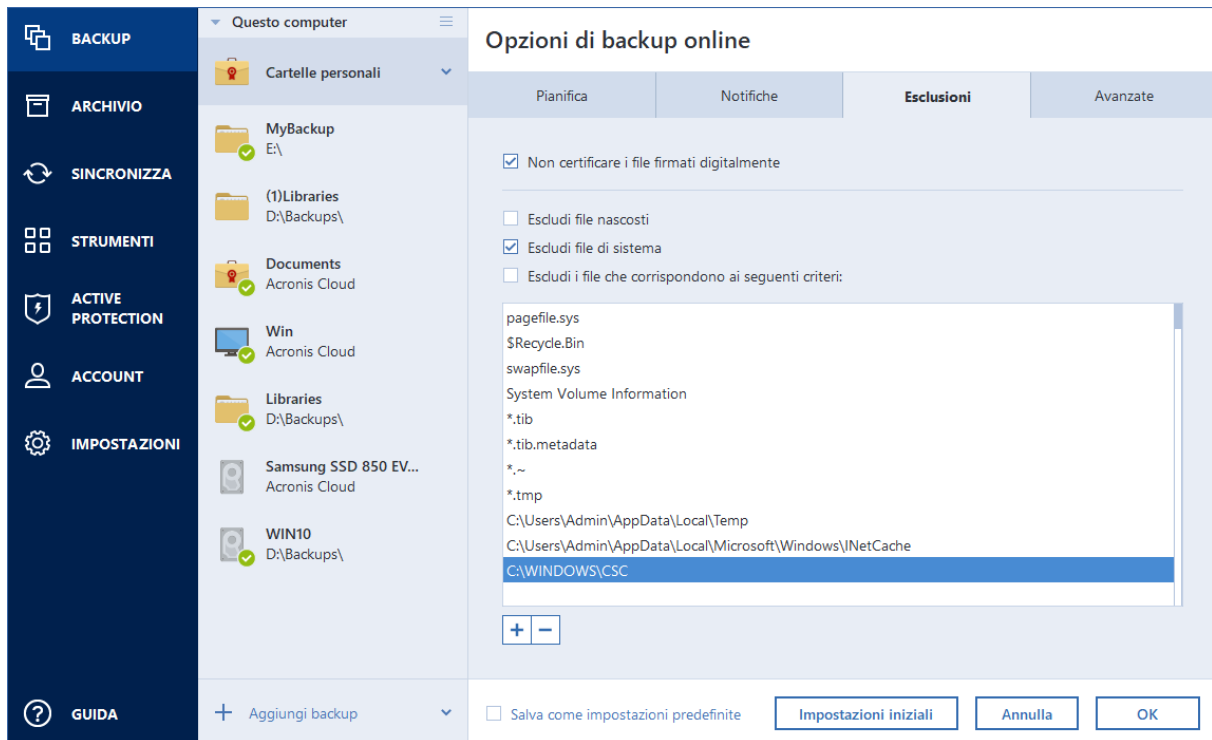 BACKUP
ARCHIVIO
SINCRONIZZA
STRUMENTI
ACTIVE
PROTECTION
ACCOUNT
IMPOSTAZIONI
GUIDA
Questo computer
Cartelle personali
MyBackup
E:\
(1)Libraries
D:\Backups\
Documents
Acronis Cloud
Win
Acronis Cloud
Libraries
D:\Backups\
Samsung SSD 850 EV...
Acronis Cloud
WIN10
D:\Backups\
Aggiungi backup
Opzioni di backup online
Pianifica
Notifiche
Esclusioni
Avanzate
Non certificare i file firmati digitalmente
Escludi file nascosti
Escludi file di sistema
Escludi i file che corrispondono ai seguenti criteri:
pagefile.sys
$Recycle.Bin
swapfile.sys
System Volume Information
*.tib
*.tib.metadata
*.~
*.tmp
C:\Users\Admin\AppData\Local\Temp
C:\Users\Admin\AppData\Local\Microsoft\Windows\INetCache
C:\WINDOWS\CSC
Salva come impostazioni predefinite
Impostazioni iniziali
Annulla
OK